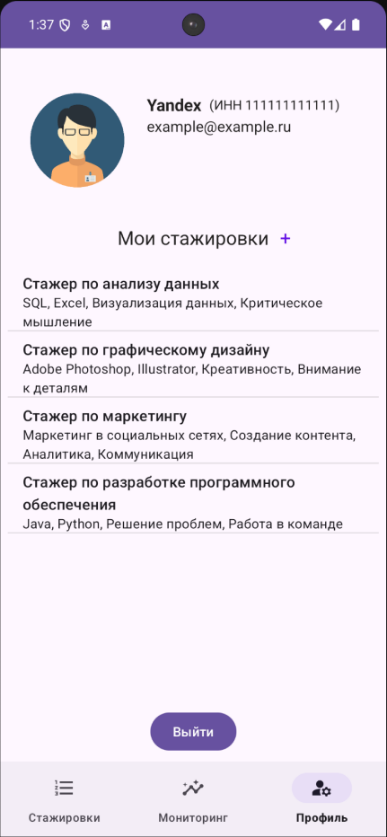 1:37
Yandex (ИНН 111111111111)
example@example.ru
Мои стажировки +
Стажер по анализу данных
SQL, Excel, Визуализация данных, Критическое
мышление
Стажер по графическому дизайну
Adobe Photoshop, Illustrator, Креативность, Внимание
к деталям
Стажер по маркетингу
Маркетинг в социальных сетях, Создание контента,
Аналитика, Коммуникация
Стажер по разработке программного
обеспечения
Java, Python, Решение проблем, Работа в команде
Выйти
Стажировки Мониторинг Профиль